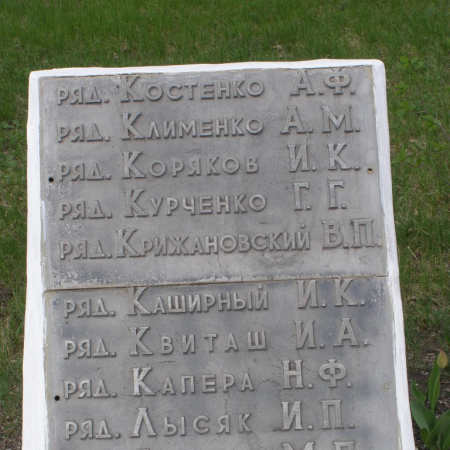 ряд. Костенко А.Ф.
ряд. Клименко А.М.
ряд. Коряков И.К.
ряд. Курченко Г.Г.
ряд. Крижановский В.П.
ряд. Каширный И.К.
ряд. Квиташ И.А.
ряд. Капера Н.Ф.
ряд. Лысяк И.П.